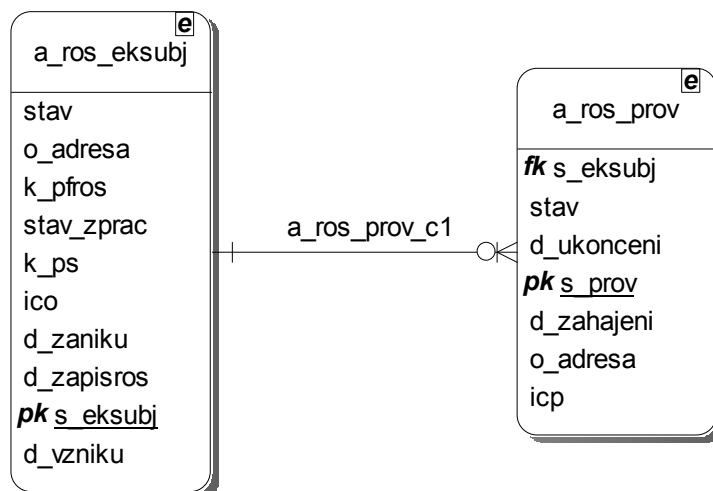 e
a_ros_eksubj
stav
o_adresa
k_pfros
stav_zprac
k_ps
ico
d_zaniku
d_zapisros
pk s_eksubj
d_vzniku
a_ros_prov_c1
e
a_ros_prov
fk s_eksubj
stav
d_ukonceni
pk s_prov
d_zahajeni
o_adresa
icp